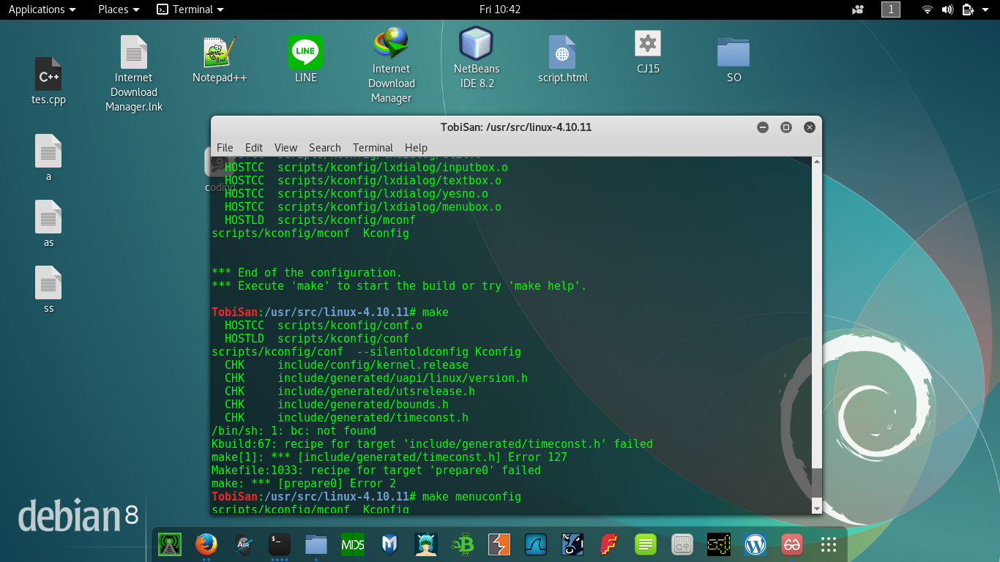 Applications Places Terminal Fri 10:42 1
C++
tes.cpp
Internet
Download
Manager.lnk
Notepad++
LINE
LINE
Internet
Download
Manager
NetBeans
IDE 8.2
script.html
CJ15
SO
a
as
ss
coding
TobiSan: /usr/src/linux-4.10.11
File Edit View Search Terminal Help
HOSTCC scripts/kconfig/lxdialog/inputbox.o
HOSTCC scripts/kconfig/lxdialog/textbox.o
HOSTCC scripts/kconfig/lxdialog/yesno.o
HOSTCC scripts/kconfig/lxdialog/menubox.o
HOSTLD scripts/kconfig/mconf
scripts/kconfig/mconf Kconfig
*** End of the configuration.
*** Execute 'make' to start the build or try 'make help'.
TobiSan:/usr/src/linux-4.10.11# make
HOSTCC scripts/kconfig/conf.o
HOSTLD scripts/kconfig/conf
scripts/kconfig/conf --silentoldconfig Kconfig
CHK include/config/kernel.release
CHK include/generated/uapi/linux/version.h
CHK include/generated/utsrelease.h
CHK include/generated/bounds.h
CHK include/generated/timeconst.h
/bin/sh: 1: bc: not found
Kbuild:67: recipe for target 'include/generated/timeconst.h' failed
make[1]: *** [include/generated/timeconst.h] Error 127
Makefile:1033: recipe for target 'prepare0' failed
make: *** [prepare0] Error 2
TobiSan:/usr/src/linux-4.10.11# make menuconfig
scripts/kconfig/mconf Kconfig
debian 8
AIR
$_
MD5
sql